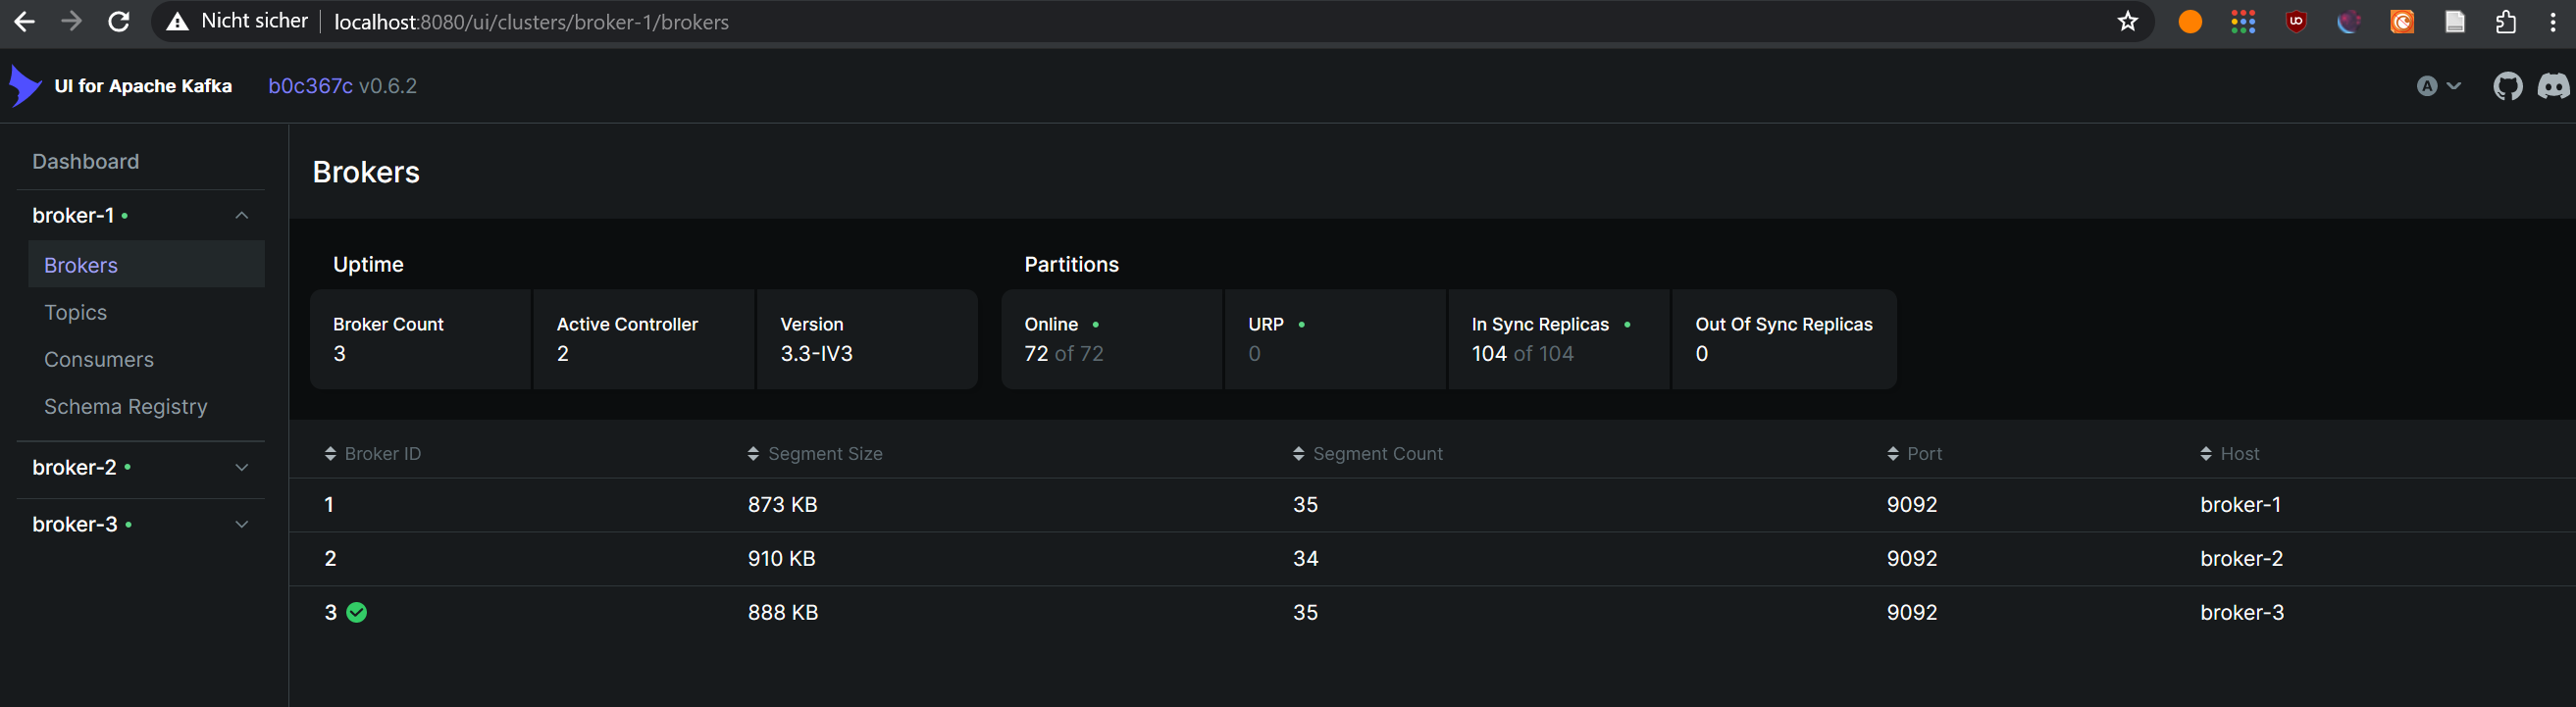 Nicht sicher localhost:8080/ui/clusters/broker-1/brokers
UI for Apache Kafka b0c367c v0.6.2
A
Dashboard
broker-1
Brokers
Topics
Consumers
Schema Registry
broker-2
broker-3
Brokers
Uptime
Broker Count
3
Active Controller
2
Version
3.3-IV3
Partitions
Online
72 of 72
URP
0
In Sync Replicas
104 of 104
Out Of Sync Replicas
0
Broker ID Segment Size Segment Count Port Host
1 873 KB 35 9092 broker-1
2 910 KB 34 9092 broker-2
3 888 KB 35 9092 broker-3